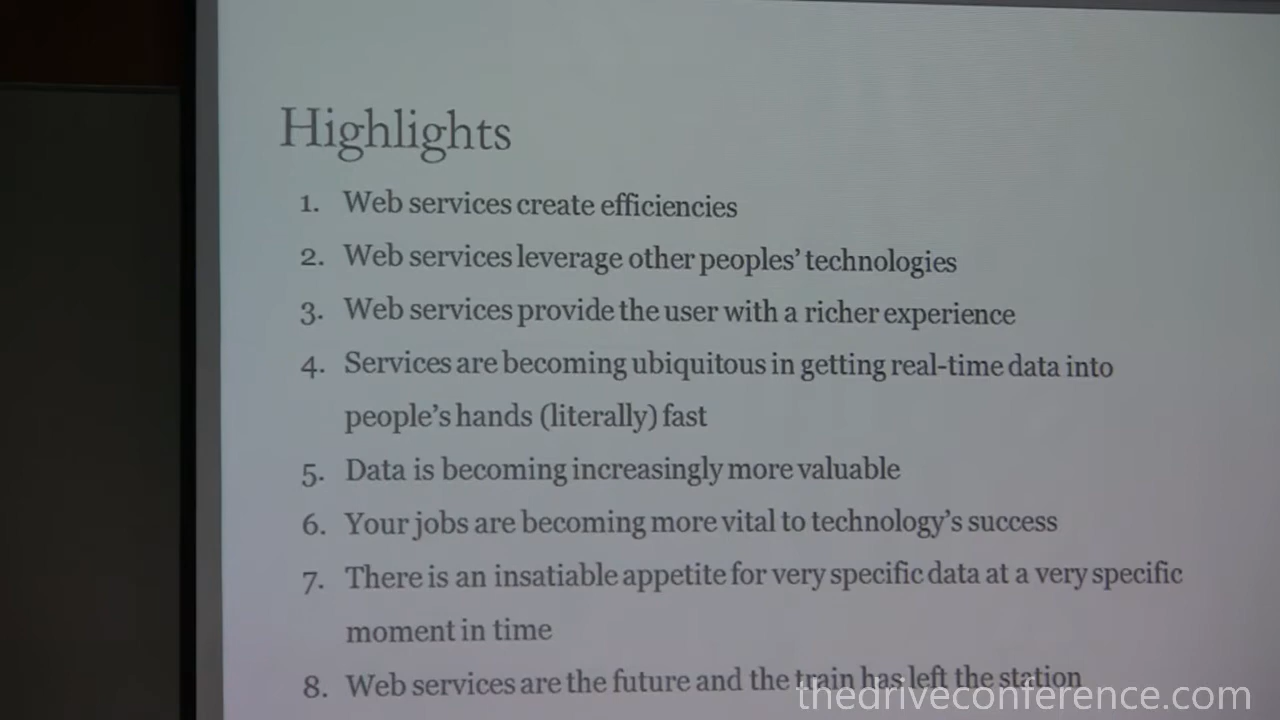 Highlights
1. Web services create efficiencies
2. Web services leverage other peoples’ technologies
3. Web services provide the user with a richer experience
4. Services are becoming ubiquitous in getting real-time data into
people’s hands (literally) fast
5. Data is becoming increasingly more valuable
6. Your jobs are becoming more vital to technology’s success
7. There is an insatiable appetite for very specific data at a very specific
moment in time
8. Web services are the future and the train has left the station
thedriveconference.com